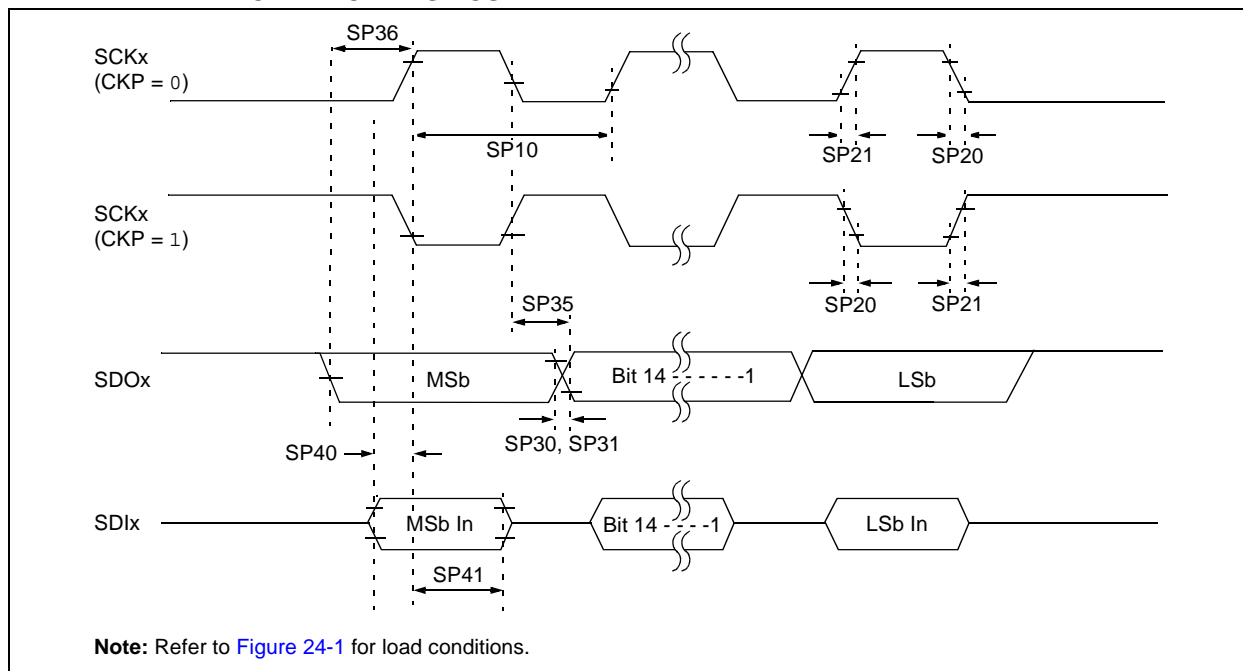 SP36
SCKx
(CKP = 0)
SP10
SP21
SP20
SCKx
(CKP = 1)
SP35
SP20
SP21
SDOx
MSb
Bit 14 - - - - - -1
LSb
SP30, SP31
SP40
SDIx
MSb In
Bit 14 - - - -1
LSb In
SP41
Note: Refer to Figure 24-1 for load conditions.